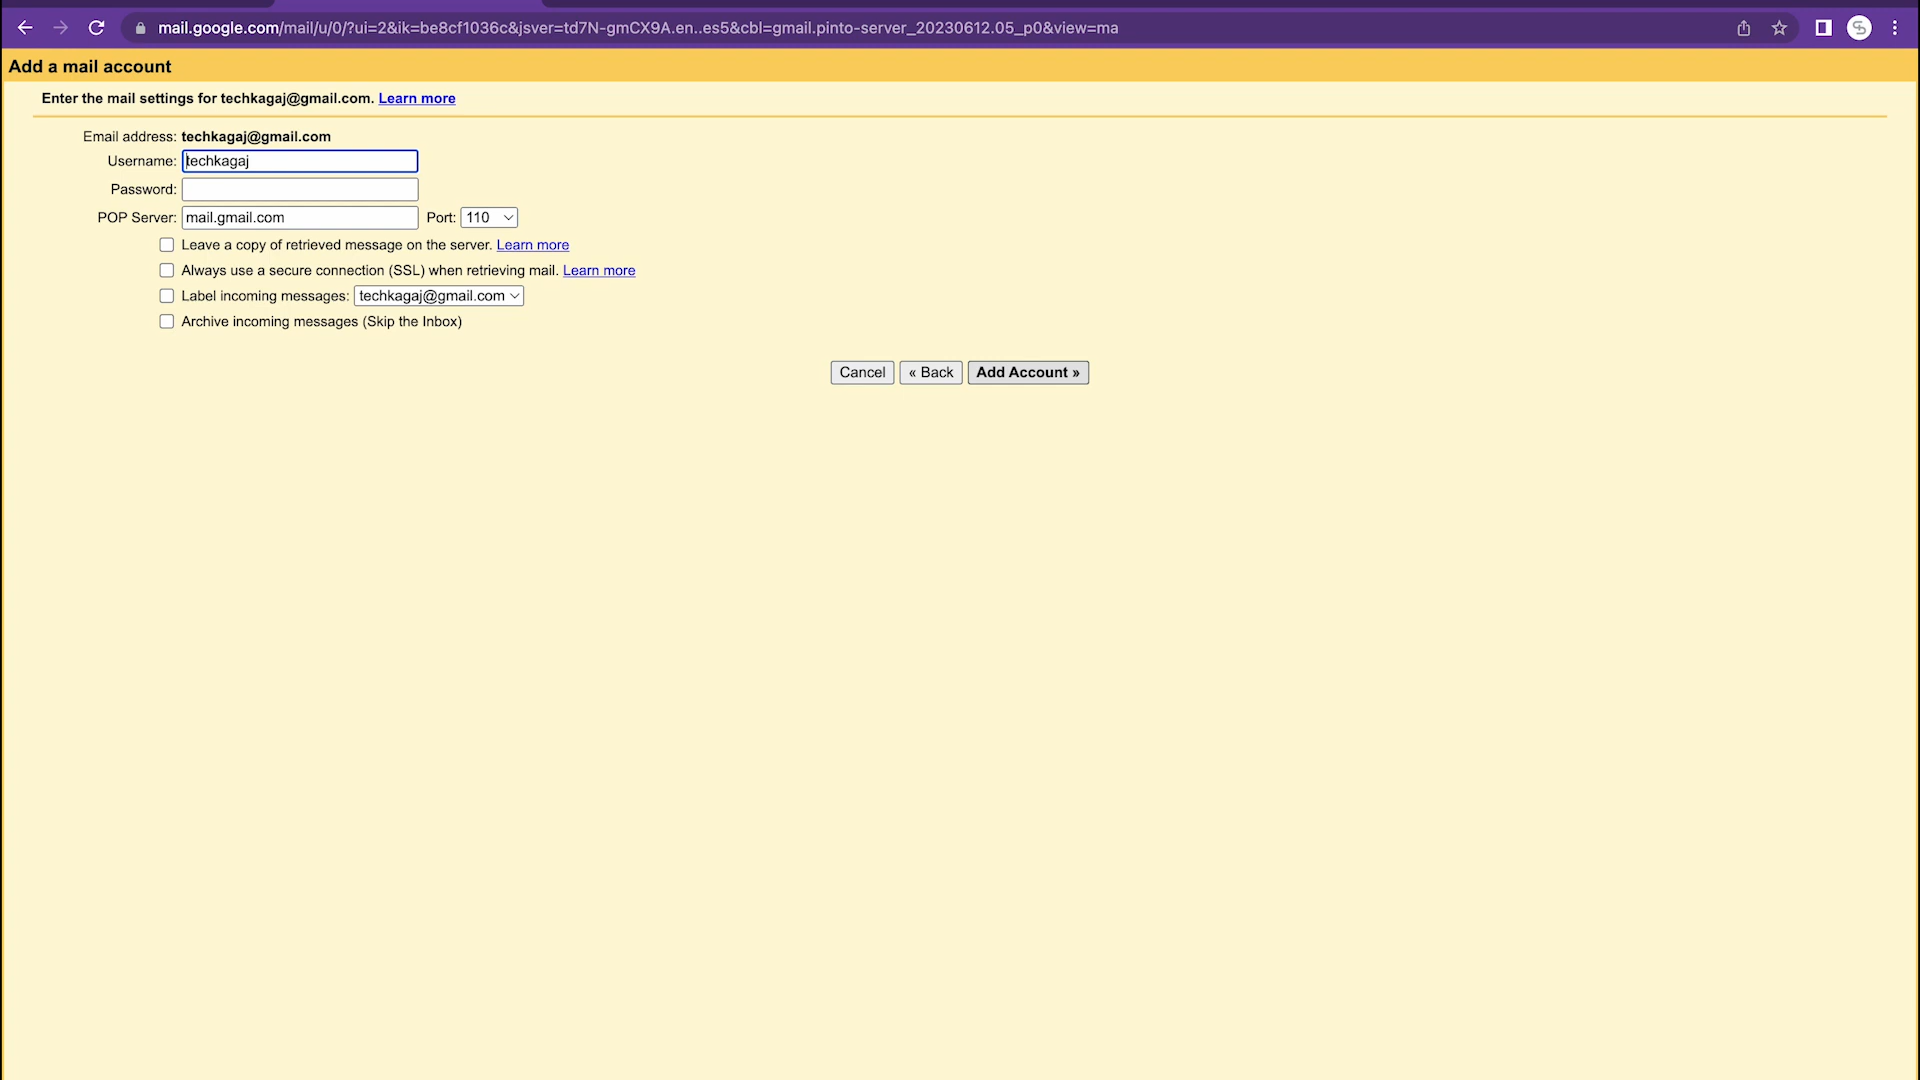 mail.google.com/mail/u/0/?ui=2&ik=be8cf1036c&jsver=td7N-gmCX9A.en..es5&cbl=gmail.pinto-server_20230612.05_p0&view=ma
Add a mail account
Enter the mail settings for techkagaj@gmail.com. Learn more
Email address: techkagaj@gmail.com
Username: techkagaj
Password:
POP Server: mail.gmail.com Port: 110
Leave a copy of retrieved message on the server. Learn more
Always use a secure connection (SSL) when retrieving mail. Learn more
Label incoming messages: techkagaj@gmail.com
Archive incoming messages (Skip the Inbox)
Cancel « Back Add Account »